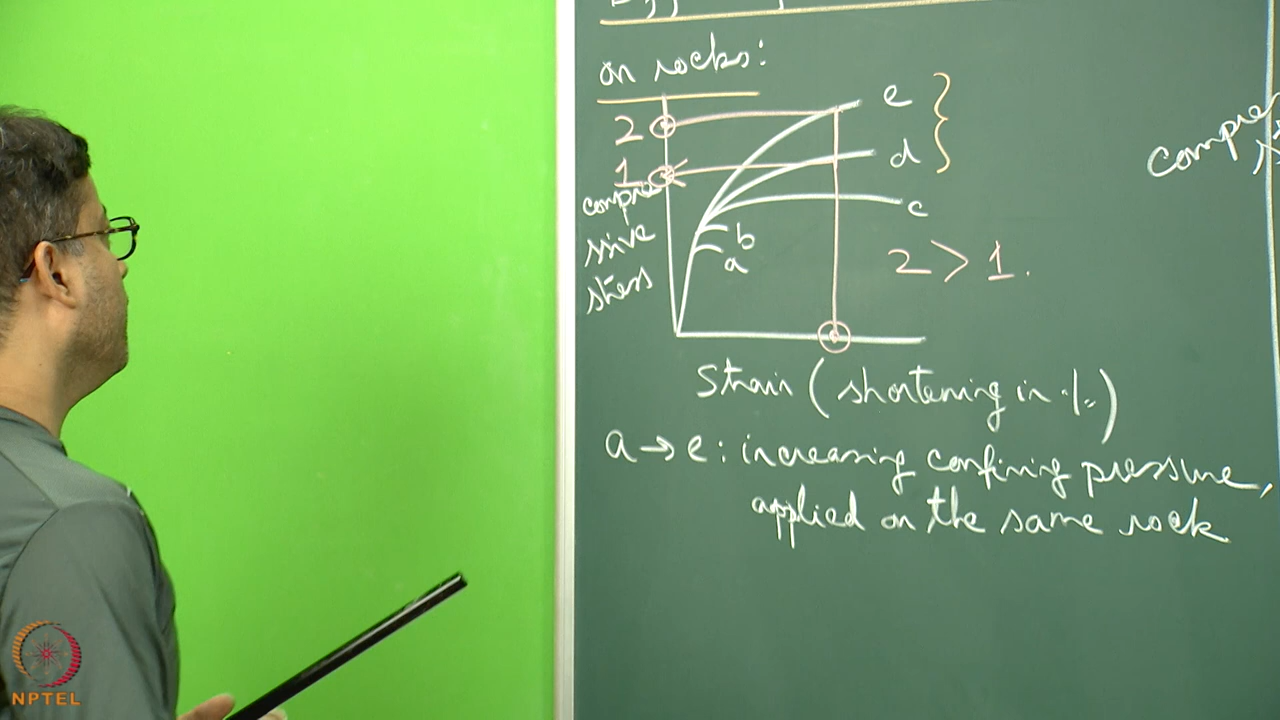 on rocks:
2
1
compre
ssive
stress
e
d
c
b
a
2 > 1.
Strain (shortening in ·/·)
a → e: increasing confining pressure,
applied on the same rock
compre
NPTEL